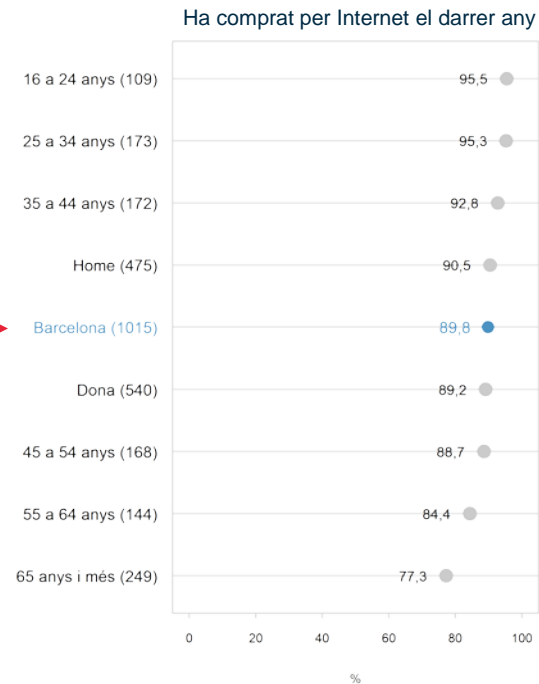 Ha comprat per Internet el darrer any
16 a 24 anys (109) 95,5
25 a 34 anys (173) 95,3
35 a 44 anys (172) 92,8
Home (475) 90,5
Barcelona (1015) 89,8
Dona (540) 89,2
45 a 54 anys (168) 88,7
55 a 64 anys (144) 84,4
65 anys i més (249) 77,3
0 20 40 60 80 100
%